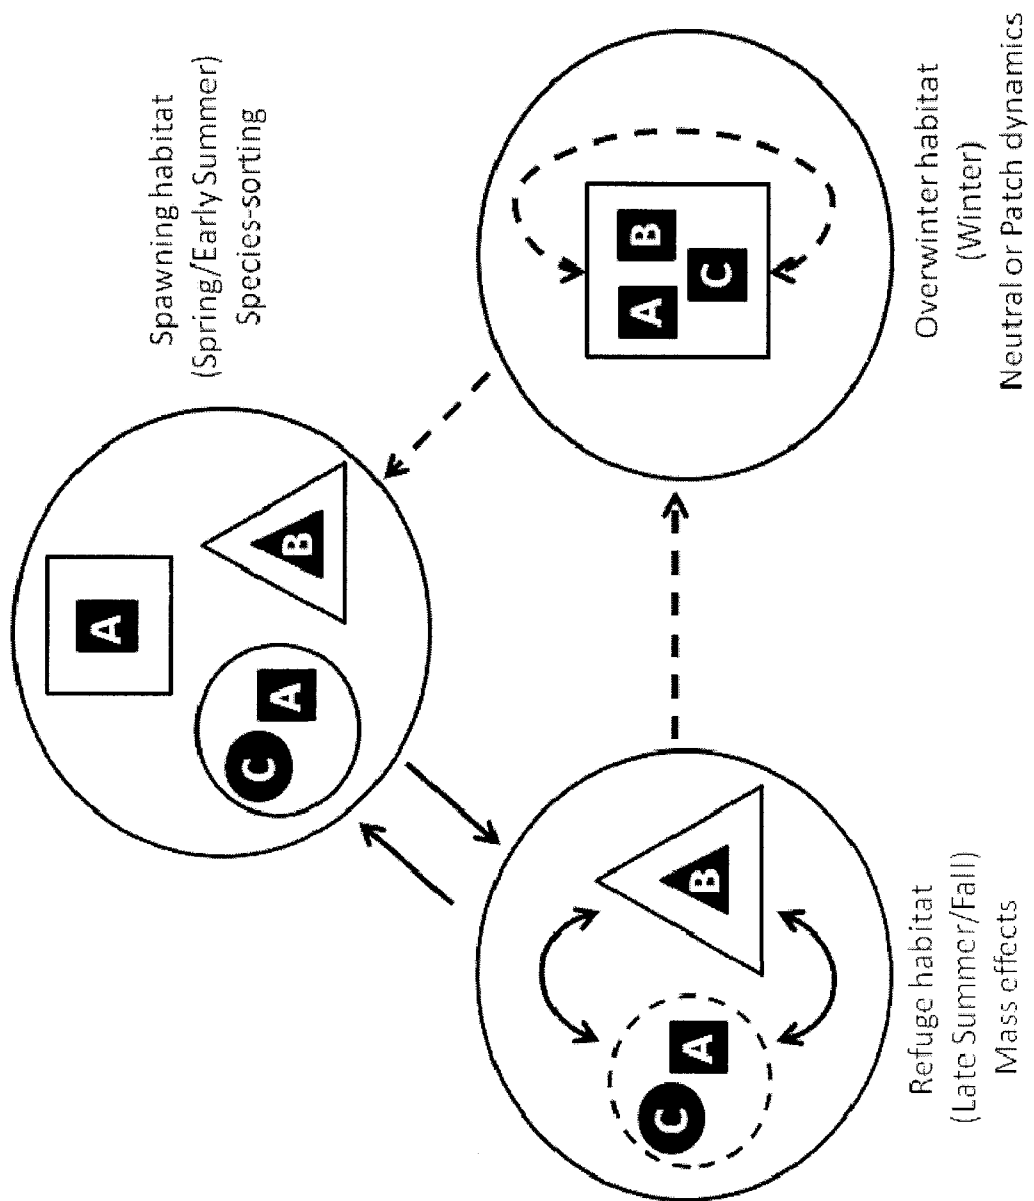 Spawning habitat
(Spring/Early Summer)
Species-sorting
A
C
A
B
Refuge habitat
(Late Summer/Fall)
Mass effects
C
A
B
Overwinter habitat
(Winter)
Neutral or Patch dynamics
A
B
C